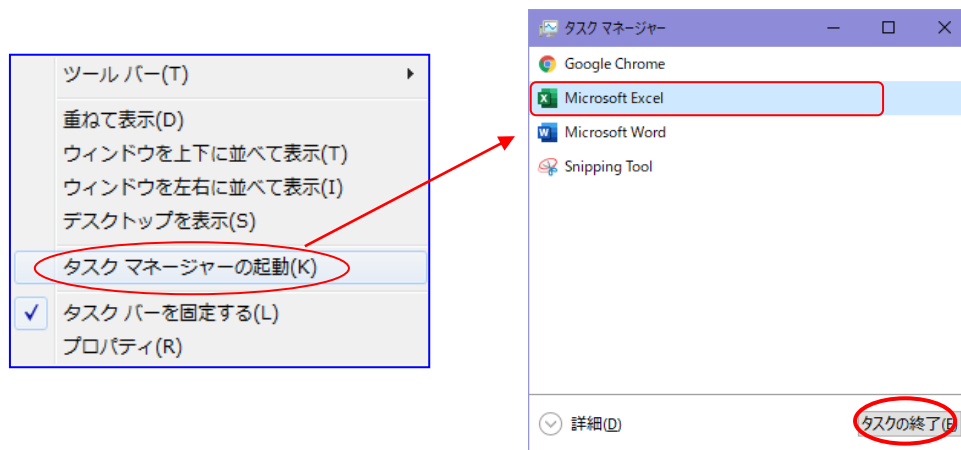 ツール バー(T)
重ねて表示(D)
ウィンドウを上下に並べて表示(T)
ウィンドウを左右に並べて表示(I)
デスクトップを表示(S)
タスク マネージャーの起動(K)
タスク バーを固定する(L)
プロパティ(R)
タスク マネージャー
Google Chrome
Microsoft Excel
Microsoft Word
Snipping Tool
詳細(D)
タスクの終了(E)